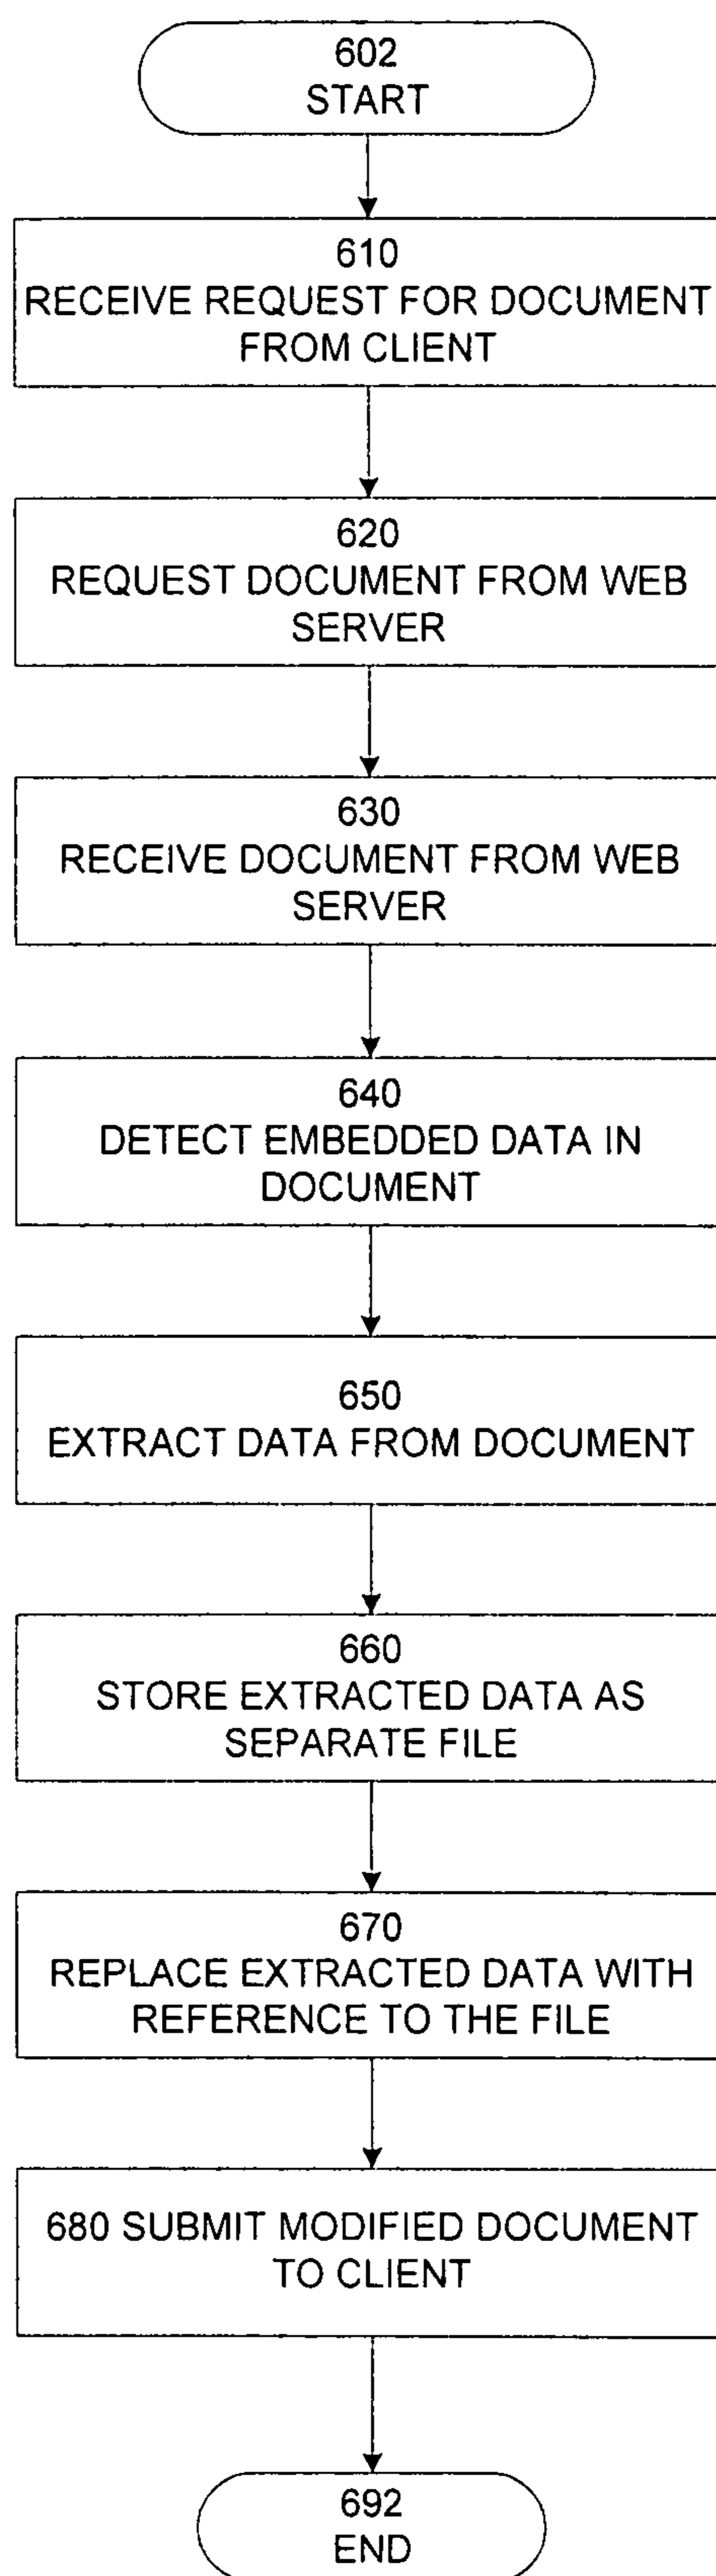 602
START
610
RECEIVE REQUEST FOR DOCUMENT
FROM CLIENT
620
REQUEST DOCUMENT FROM WEB
SERVER
630
RECEIVE DOCUMENT FROM WEB
SERVER
640
DETECT EMBEDDED DATA IN
DOCUMENT
650
EXTRACT DATA FROM DOCUMENT
660
STORE EXTRACTED DATA AS
SEPARATE FILE
670
REPLACE EXTRACTED DATA WITH
REFERENCE TO THE FILE
680 SUBMIT MODIFIED DOCUMENT
TO CLIENT
692
END